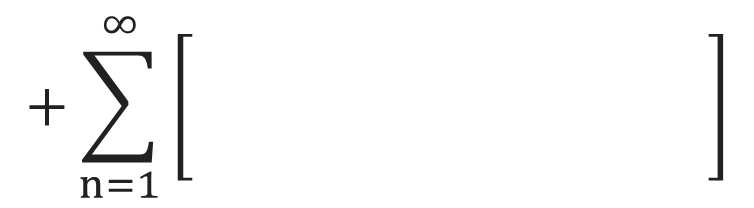 ∞
+ ∑ [ ]
n=1